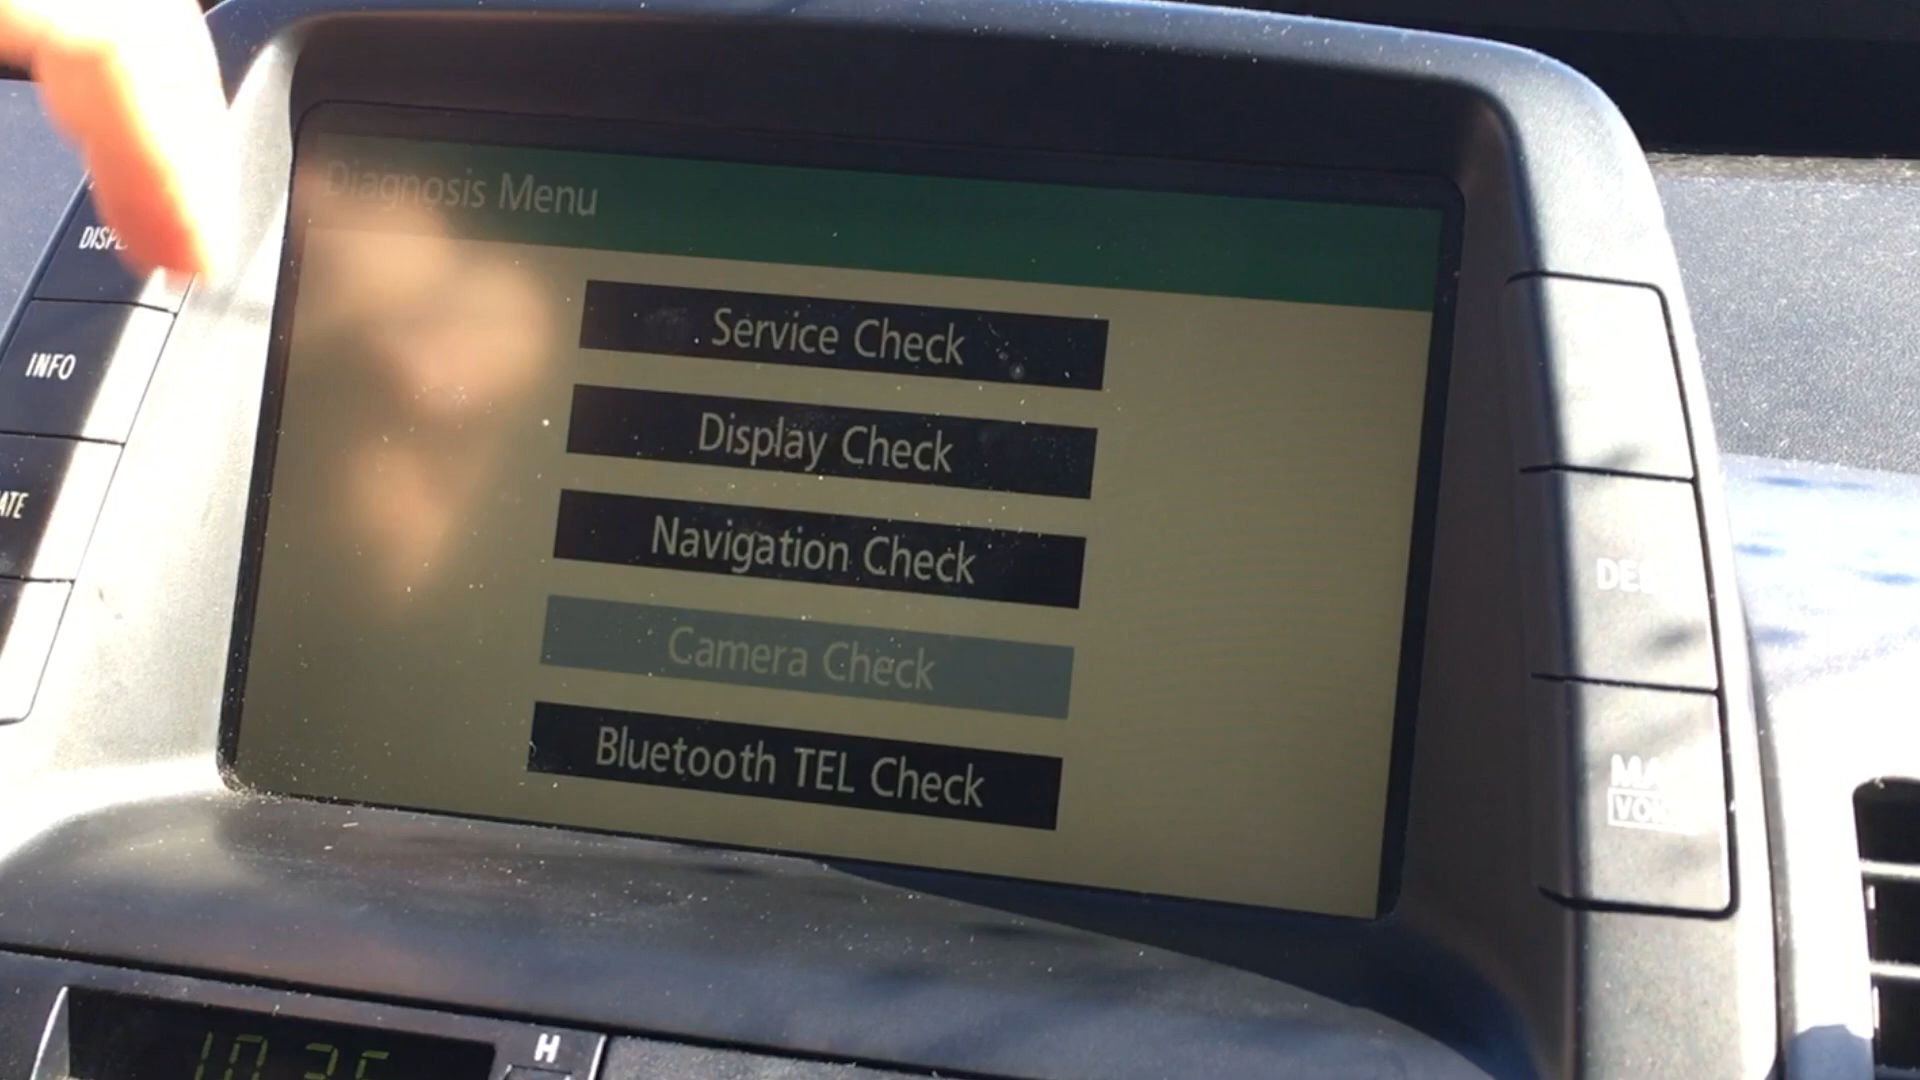 Diagnosis Menu
Service Check
Display Check
Navigation Check
Camera Check
Bluetooth TEL Check
INFO
H